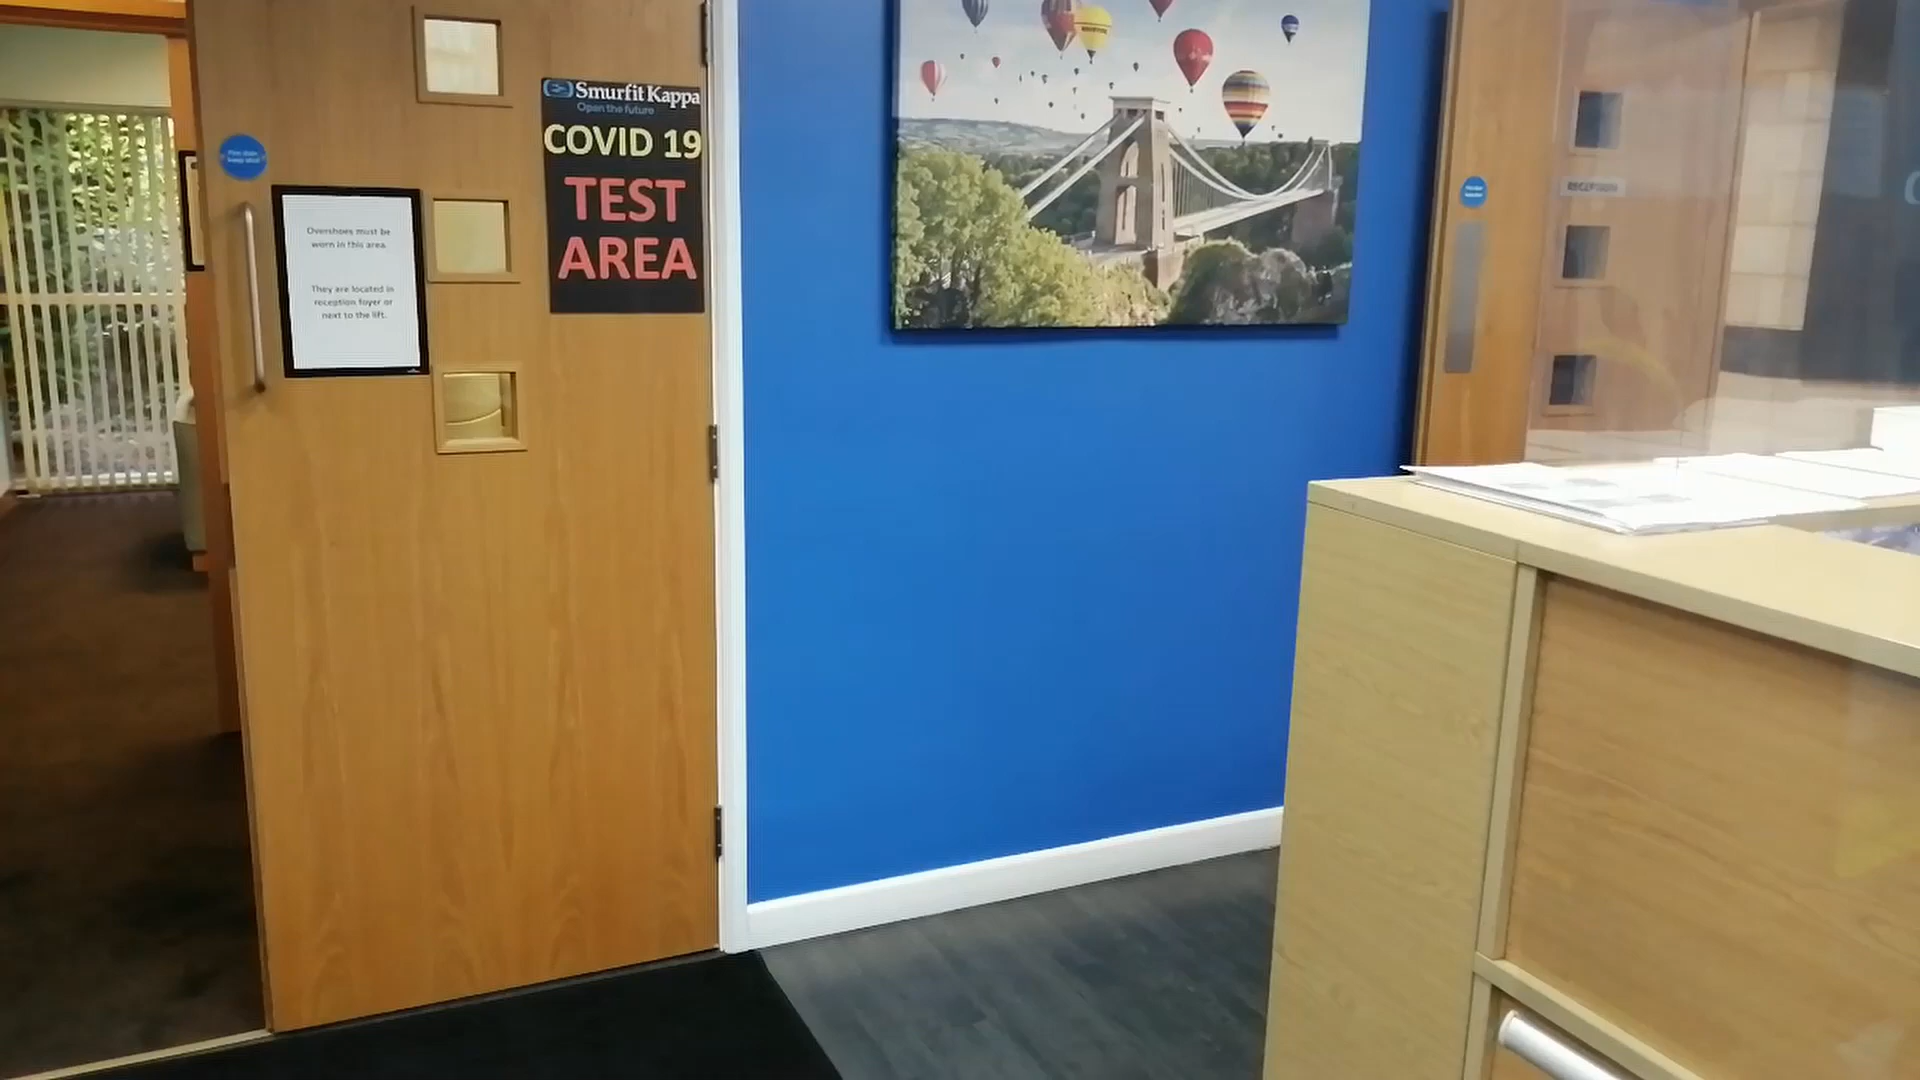 Smurfit Kappa
Open the future
COVID 19
TEST
AREA
Overshoes must be
worn in this area.
They are located in
reception foyer or
next to the lift.
Fire door
keep shut
RECEPTION